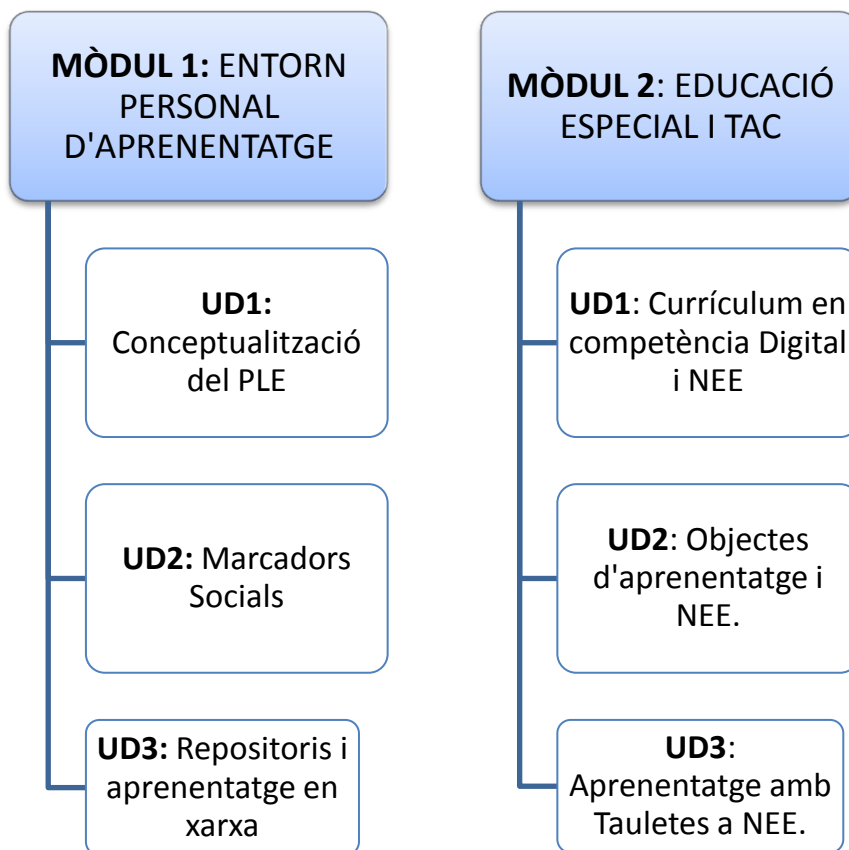 MÒDUL 1: ENTORN
PERSONAL
D'APRENENTATGE
UD1:
Conceptualització
del PLE
UD2: Marcadors
Socials
UD3: Repositoris i
aprenentatge en
xarxa
MÒDUL 2: EDUCACIÓ
ESPECIAL I TAC
UD1: Currículum en
competència Digital
i NEE
UD2: Objectes
d'aprenentatge i
NEE.
UD3:
Aprenentatge amb
Tauletes a NEE.